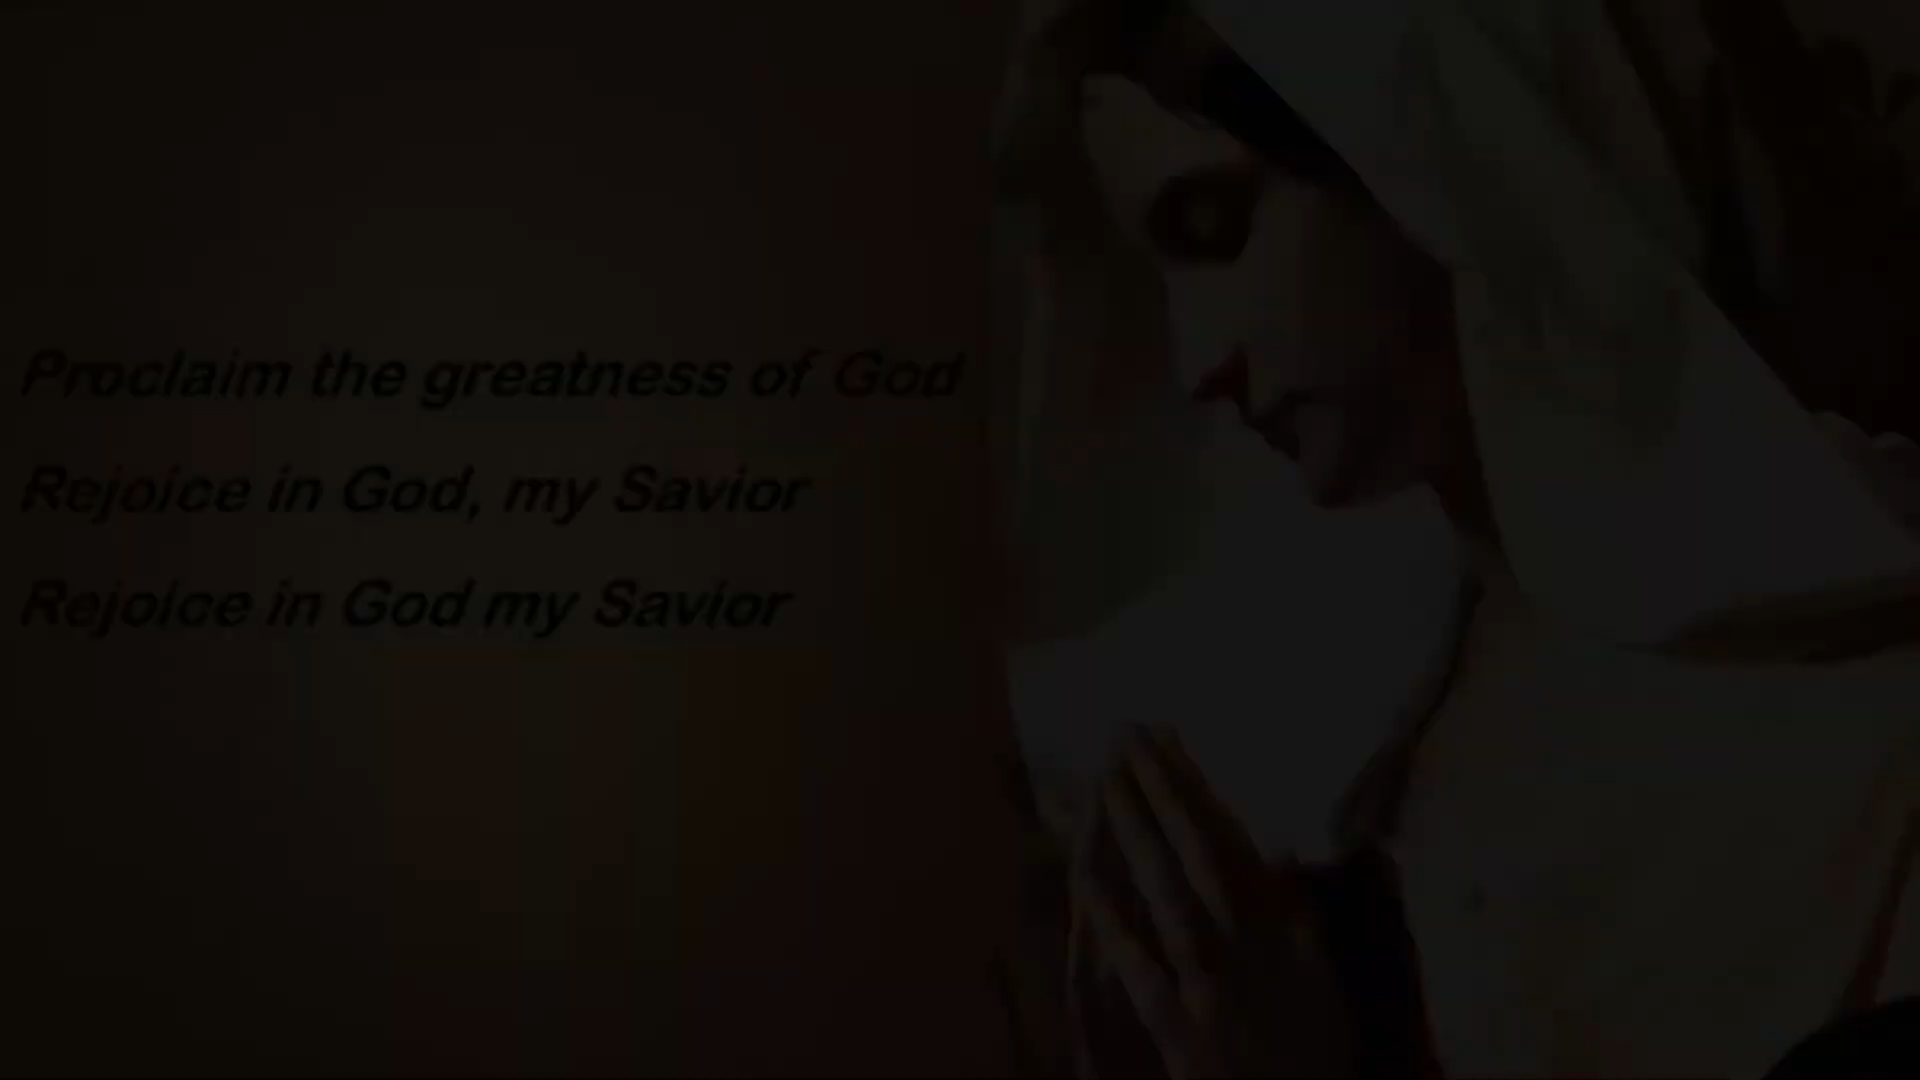 Proclaim the greatness of God
Rejoice in God, my Savior
Rejoice in God my Savior